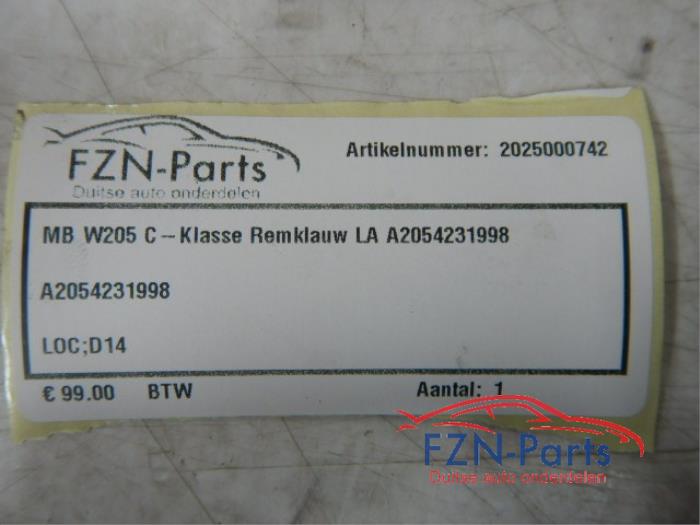 FZN-Parts
Duitse auto onderdelen
Artikelnummer: 2025000742
MB W205 C-Klasse Remklauw LA A2054231998
A2054231998
LOC;D14
€ 99.00 BTW Aantal: 1
FZN-Parts
Duitse auto onderdelen